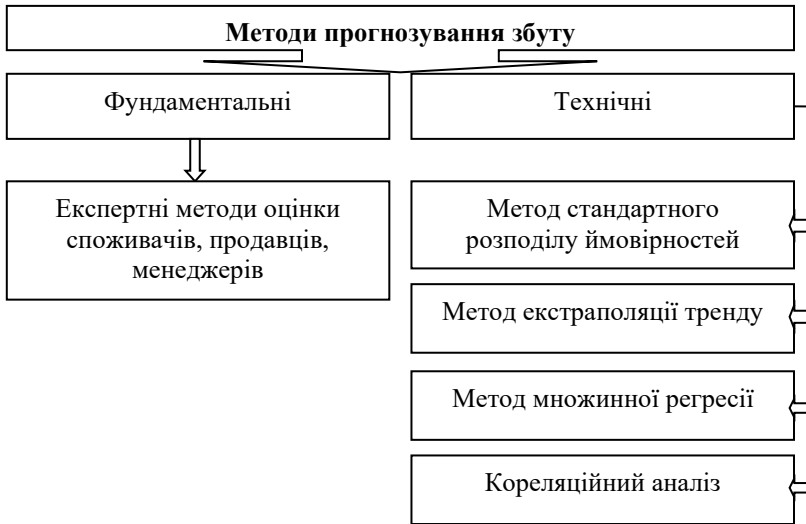 Методи прогнозування збуту
Фундаментальні
Технічні
Експертні методи оцінки
споживачів, продавців,
менеджерів
Метод стандартного
розподілу ймовірностей
Метод екстраполяції тренду
Метод множинної регресії
Кореляційний аналіз